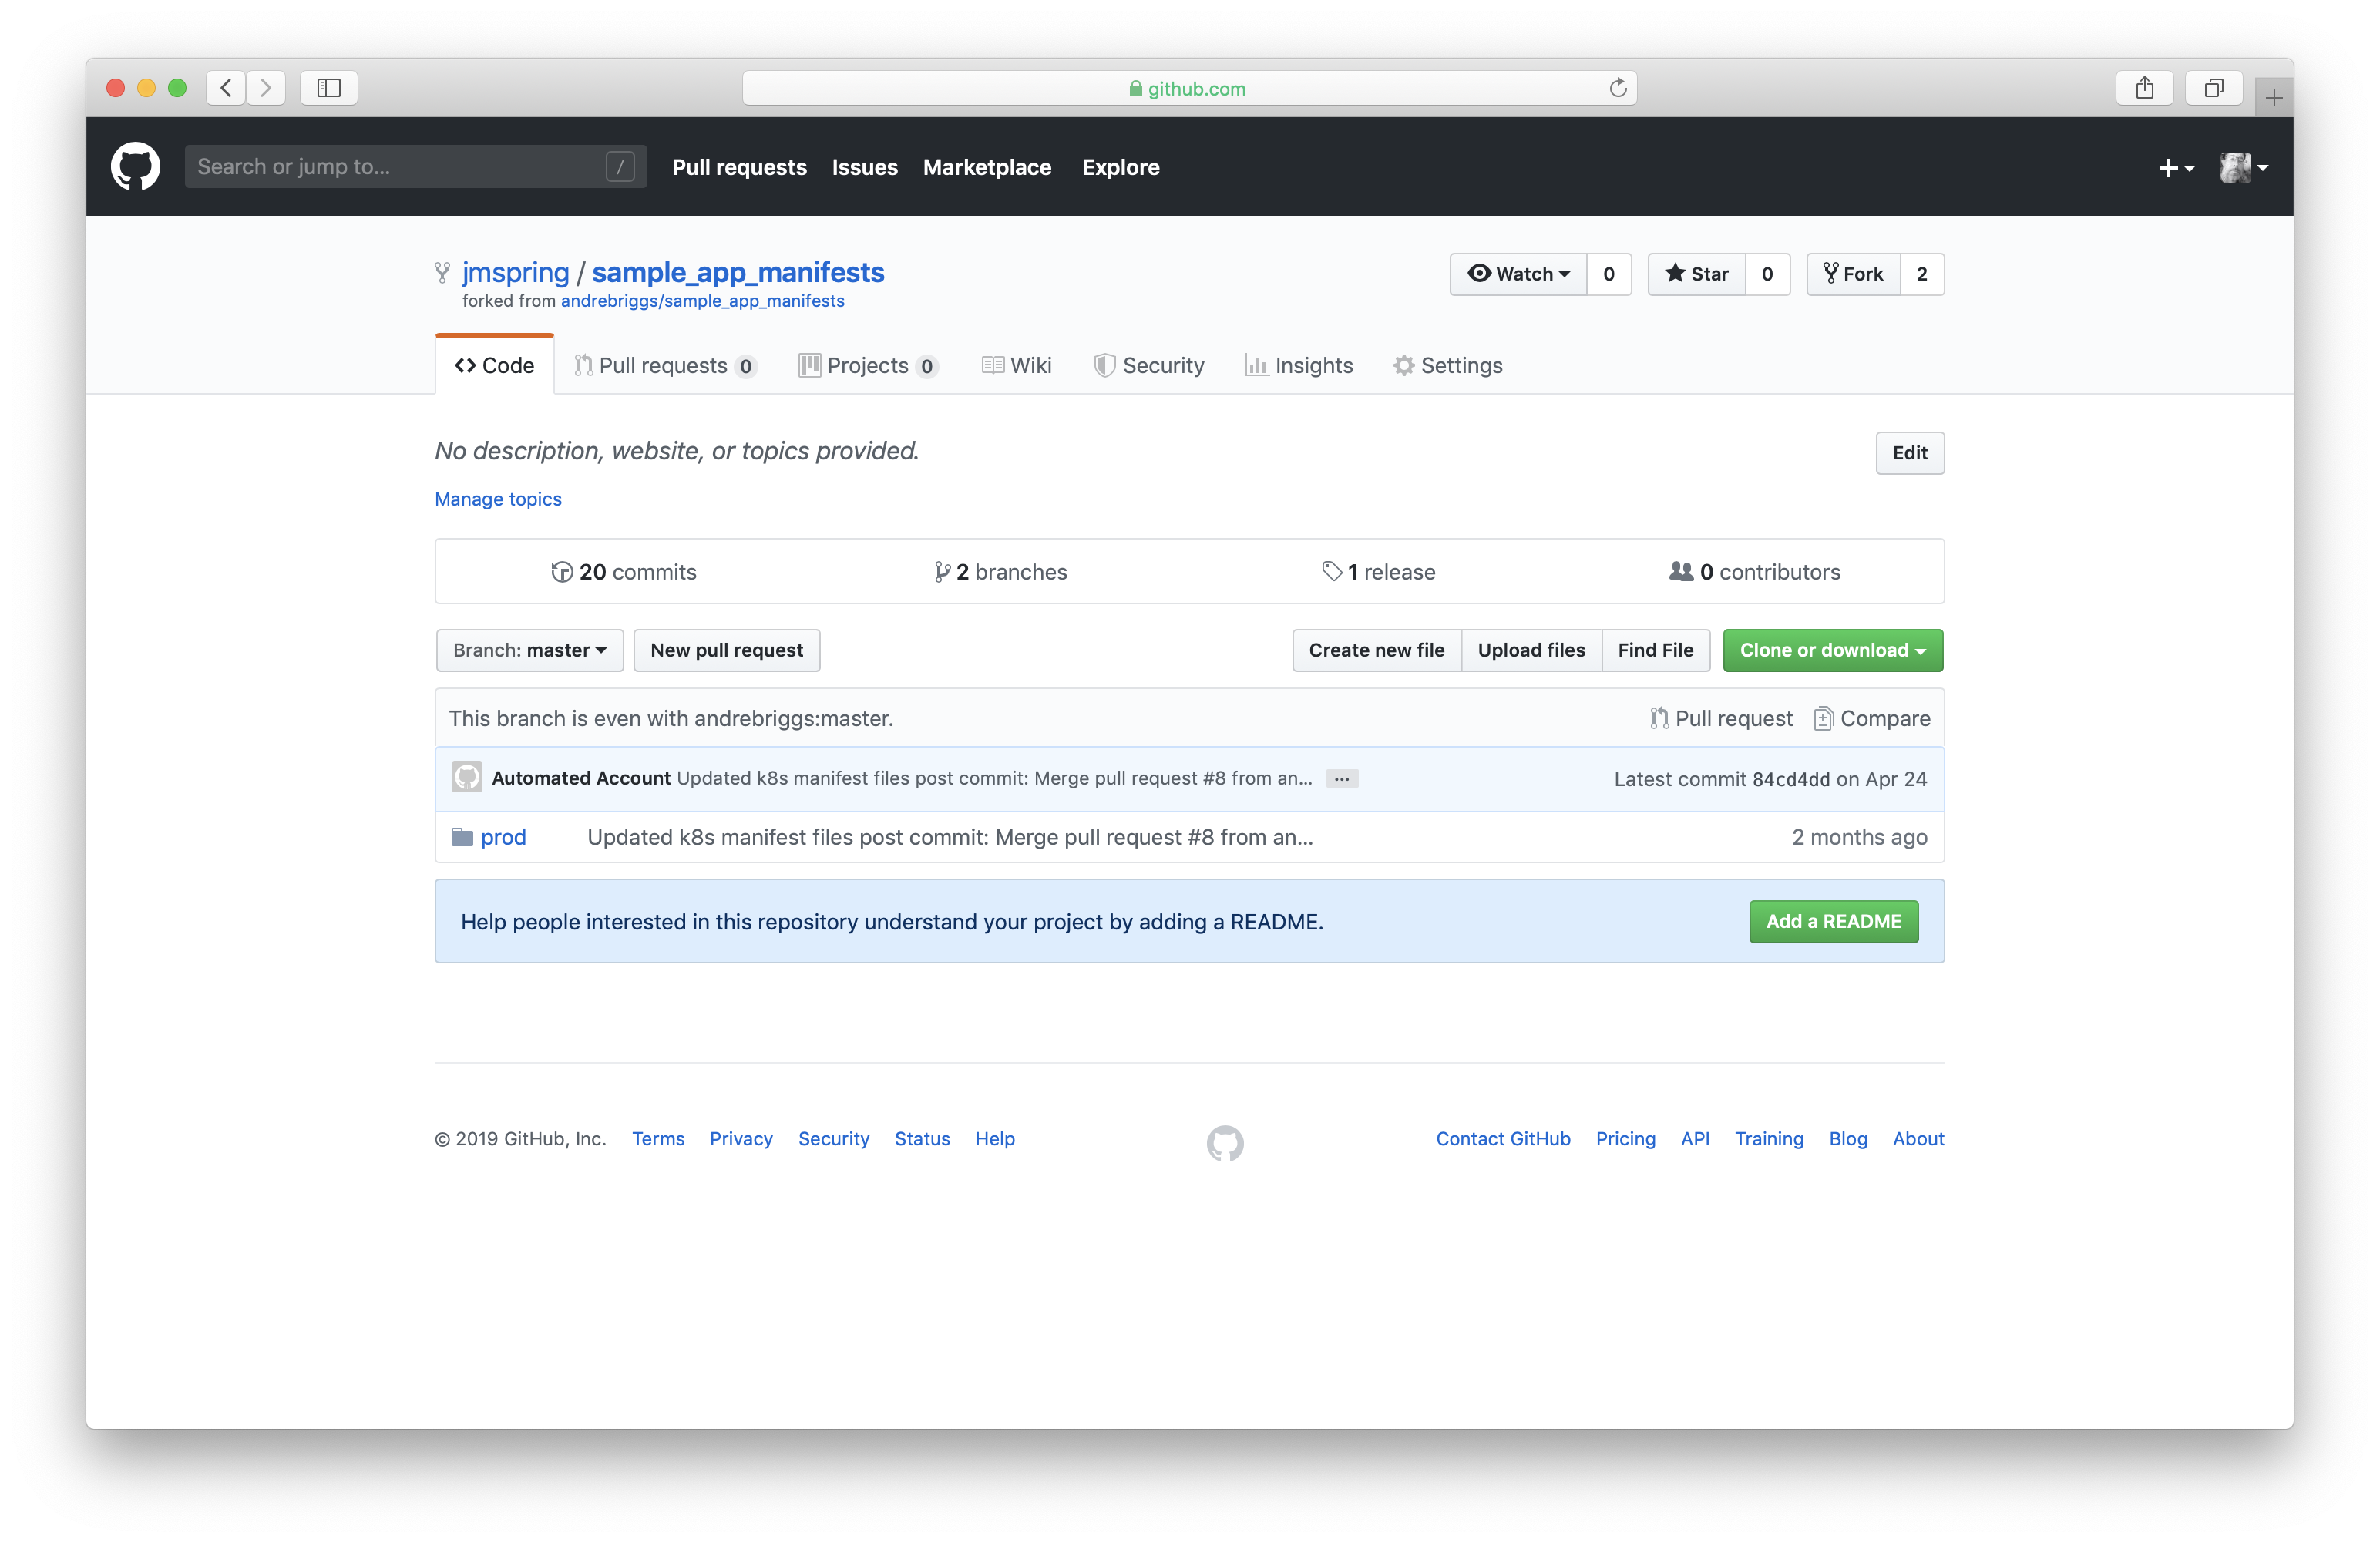 github.com
Search or jump to... /
Pull requests Issues Marketplace Explore
jmspring / sample_app_manifests
forked from andrebriggs/sample_app_manifests
Watch 0 Star 0 Fork 2
Code Pull requests 0 Projects 0 Wiki Security Insights Settings
No description, website, or topics provided.
Edit
Manage topics
20 commits 2 branches 1 release 0 contributors
Branch: master New pull request Create new file Upload files Find File Clone or download
This branch is even with andrebriggs:master. Pull request Compare
Automated Account Updated k8s manifest files post commit: Merge pull request #8 from an... ... Latest commit 84cd4dd on Apr 24
prod Updated k8s manifest files post commit: Merge pull request #8 from an... 2 months ago
Help people interested in this repository understand your project by adding a README. Add a README
© 2019 GitHub, Inc. Terms Privacy Security Status Help Contact GitHub Pricing API Training Blog About